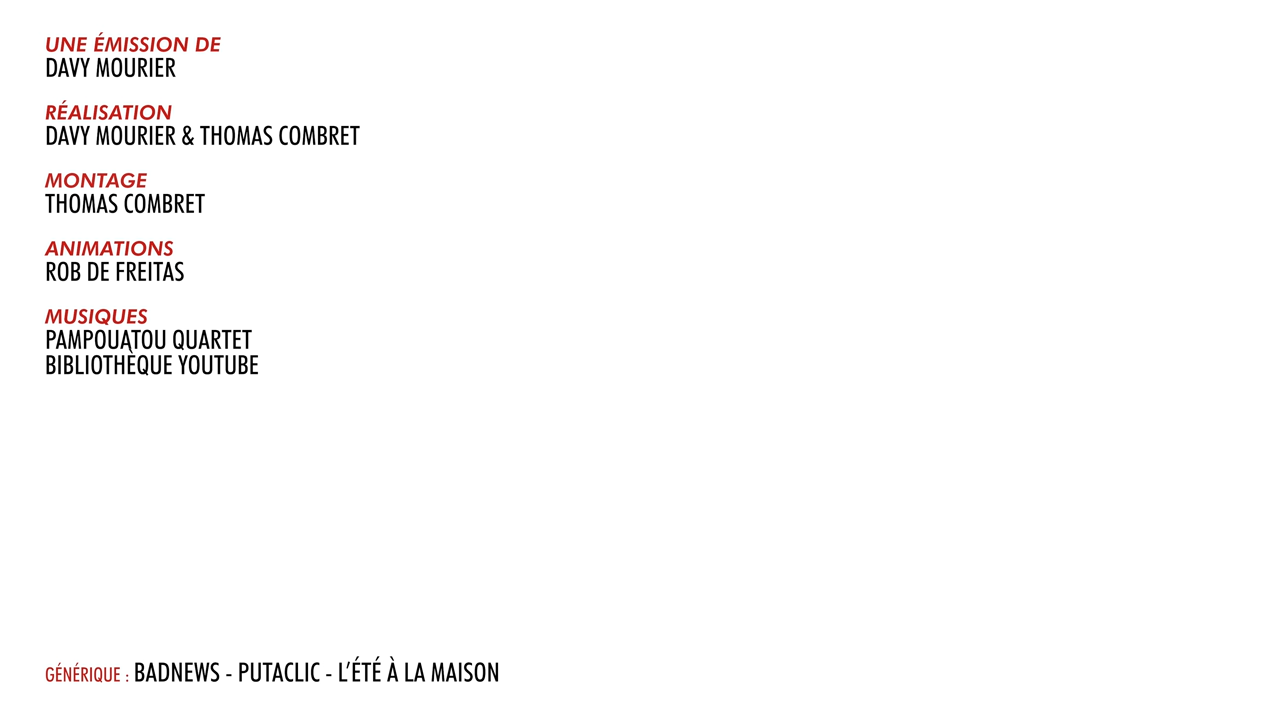 UNE ÉMISSION DE
DAVY MOURIER
RÉALISATION
DAVY MOURIER & THOMAS COMBRET
MONTAGE
THOMAS COMBRET
ANIMATIONS
ROB DE FREITAS
MUSIQUES
PAMPOUATOU QUARTET
BIBLIOTHÈQUE YOUTUBE
GÉNÉRIQUE : BADNEWS - PUTACLIC - L’ÉTÉ À LA MAISON